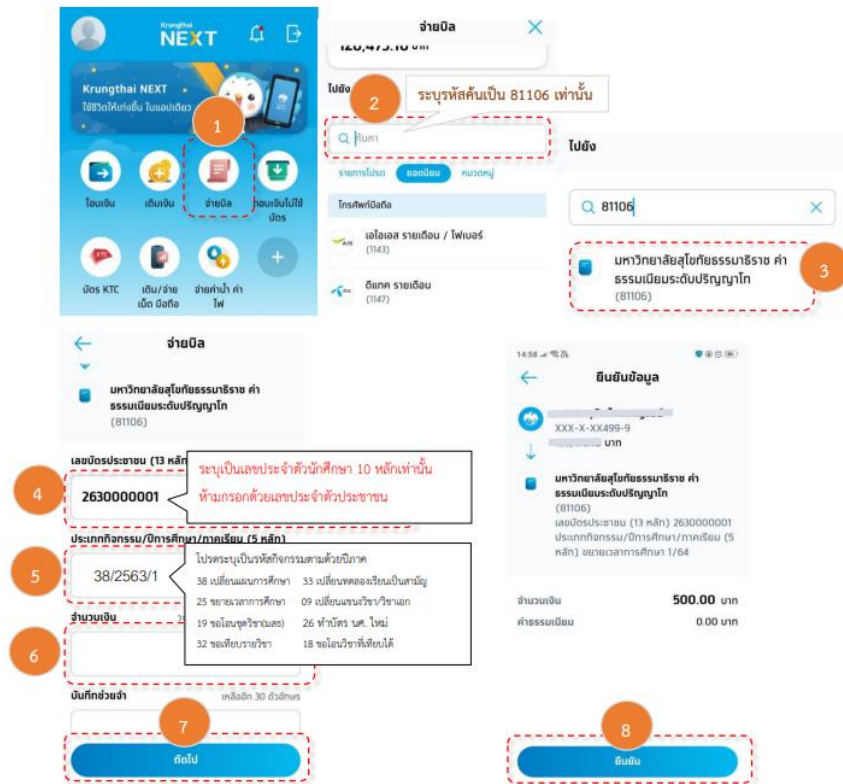 Krungthai
NEXT
Krungthai NEXT
ใช้ชีวิตให้เก่งขึ้น ในแอปเดียว
1
โอนเงิน
เติมเงิน
จ่ายบิล
ถอนเงินไม่ใช้
บัตร
KTC
บัตร KTC
เติม/จ่าย
เน็ต มือถือ
จ่ายค่าน้ำ ค่า
ไฟ
จ่ายบิล
120,475.10 บาท
ไปยัง
2
ระบุรหัสค้นเป็น 81106 เท่านั้น
ค้นหา
รายการโปรด
ยอดนิยม
หมวดหมู่
โทรศัพท์มือถือ
AIS
เอไอเอส รายเดือน / ไฟเบอร์
(1143)
ดีแทค รายเดือน
(1147)
ไปยัง
81106
มหาวิทยาลัยสุโขทัยธรรมาธิราช ค่า
ธรรมเนียมระดับปริญญาโท
(81106)
3
จ่ายบิล
มหาวิทยาลัยสุโขทัยธรรมาธิราช ค่า
ธรรมเนียมระดับปริญญาโท
(81106)
เลขบัตรประชาชน (13 หลัก
4
2630000001
ระบุเป็นเลขประจำตัวนักศึกษา 10 หลักเท่านั้น
ห้ามกรอกด้วยเลขประจำตัวประชาชน
ประเภทกิจกรรม/ปีการศึกษา/ภาคเรียน (5 หลัก)
5
38/2563/1
โปรดระบุเป็นรหัสกิจกรรมตามด้วยปีภาค
38 เปลี่ยนแผนการศึกษา 33 เปลี่ยนทดลองเรียนเป็นสามัญ
25 ขยายเวลาการศึกษา 09 เปลี่ยนแขนงวิชา/วิชาเอก
19 ขอโอนชุดวิชา(มสธ) 26 ทำบัตร นศ. ใหม่
32 ขอเทียบรายวิชา 18 ขอโอนวิชาที่เทียบได้
จำนวนเงิน
6
บันทึกช่วยจำ
เหลืออีก 30 ตัวอักษร
7
ถัดไป
14:58
ยืนยันข้อมูล
XXX-X-XX499-9
บาท
มหาวิทยาลัยสุโขทัยธรรมาธิราช ค่า
ธรรมเนียมระดับปริญญาโท
(81106)
เลขบัตรประชาชน (13 หลัก) 2630000001
ประเภทกิจกรรม/ปีการศึกษา/ภาคเรียน (5
หลัก) ขยายเวลาการศึกษา 1/64
จำนวนเงิน
500.00 บาท
ค่าธรรมเนียม
0.00 บาท
8
ยืนยัน